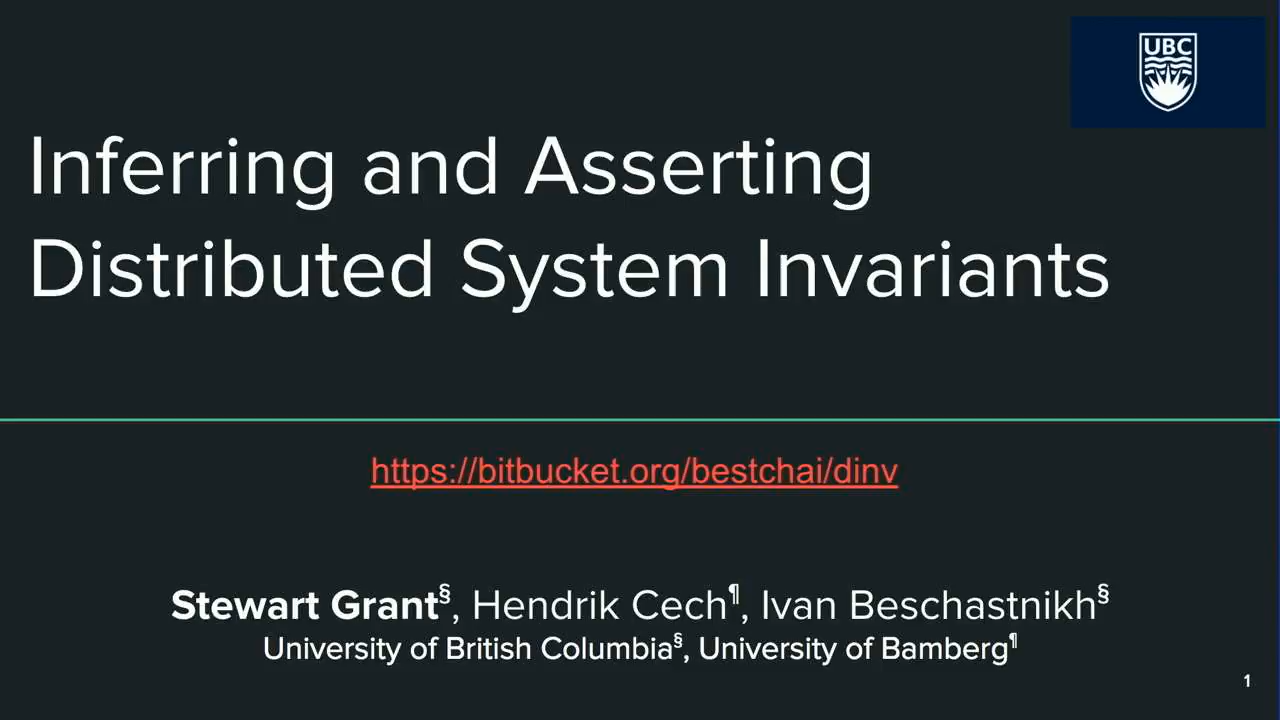 UBC
Inferring and Asserting
Distributed System Invariants
https://bitbucket.org/bestchai/dinv
Stewart Grant§, Hendrik Cech¶, Ivan Beschastnikh§
University of British Columbia§, University of Bamberg¶
1